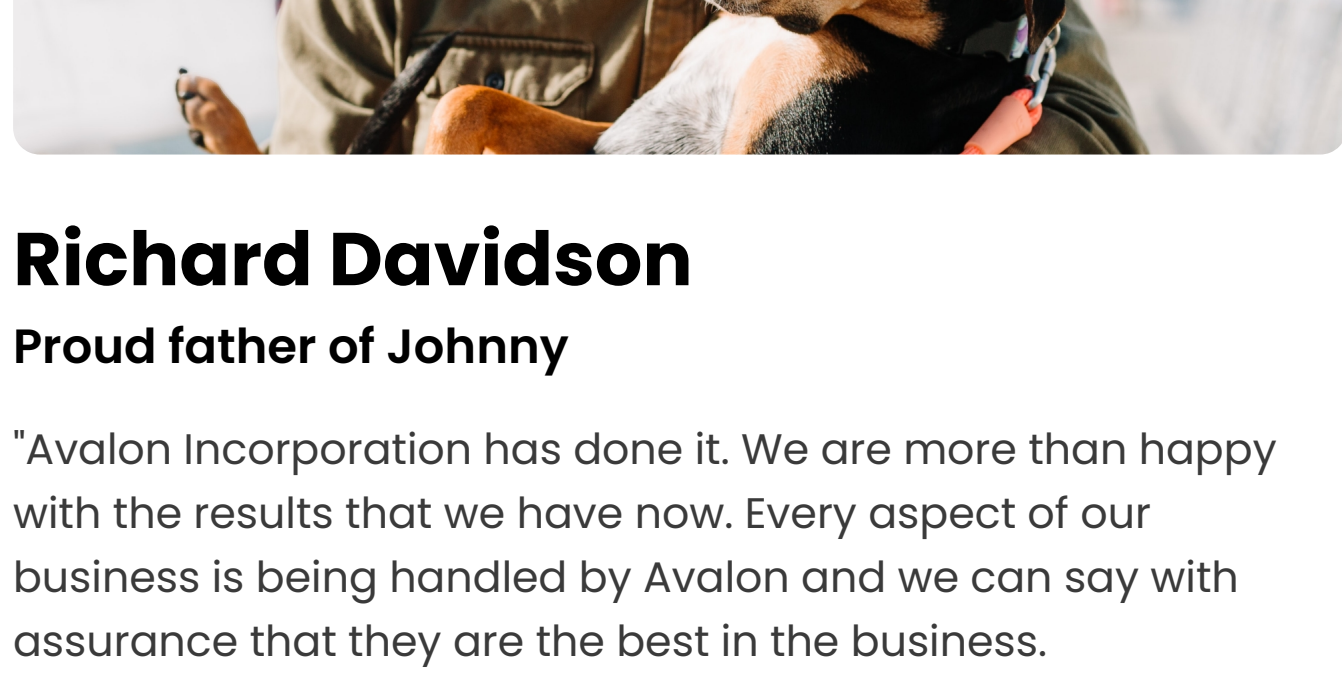 Richard Davidson
Proud father of Johnny
"Avalon Incorporation has done it. We are more than happy
with the results that we have now. Every aspect of our
business is being handled by Avalon and we can say with
assurance that they are the best in the business.